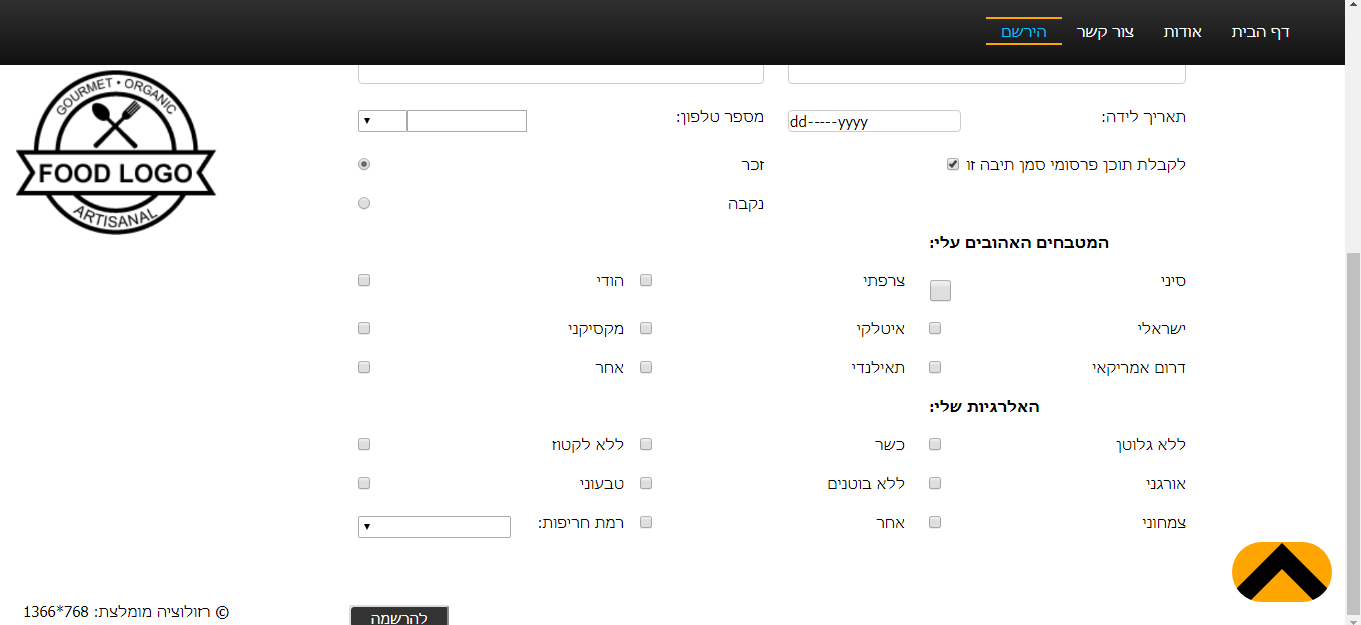 דף הבית אודות צור קשר הירשם
GOURMET • ORGANIC
FOOD LOGO
ARTISANAL
תאריך לידה: dd-----yyyy מספר טלפון:
לקבלת תוכן פרסומי סמן תיבה זו זכר
נקבה
המטבחים האהובים עלי:
סיני צרפתי הודי
ישראלי איטלקי מקסיקני
דרום אמריקאי תאילנדי אחר
האלרגיות שלי:
ללא גלוטן כשר ללא לקטוז
אורגני ללא בוטנים טבעוני
צמחוני אחר רמת חריפות:
להרשמה
© רזולוציה מומלצת: 768*1366